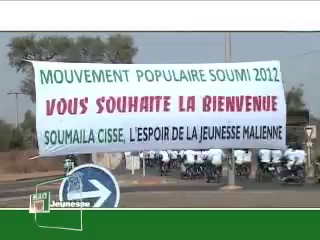 MOUVEMENT POPULAIRE SOUMI 2012
VOUS SOUHAITE LA BIENVENUE
SOUMAILA CISSE, L'ESPOIR DE LA JEUNESSE MALIENNE
Jeunesse